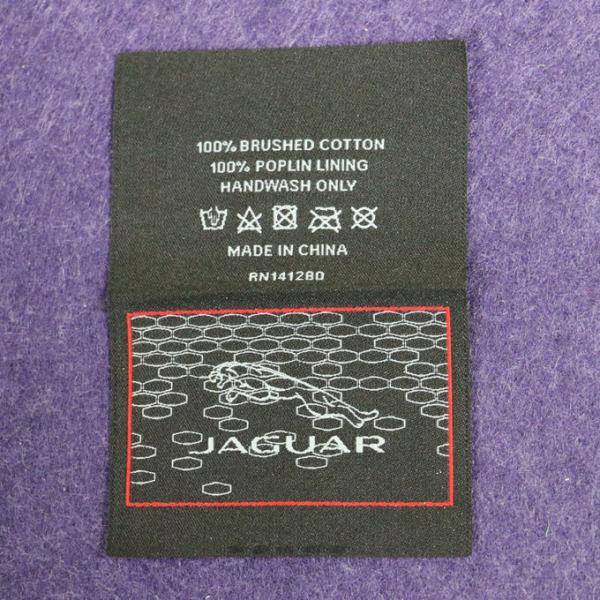 100% BRUSHED COTTON
100% POPLIN LINING
HANDWASH ONLY
MADE IN CHINA
RN141280
JAGUAR